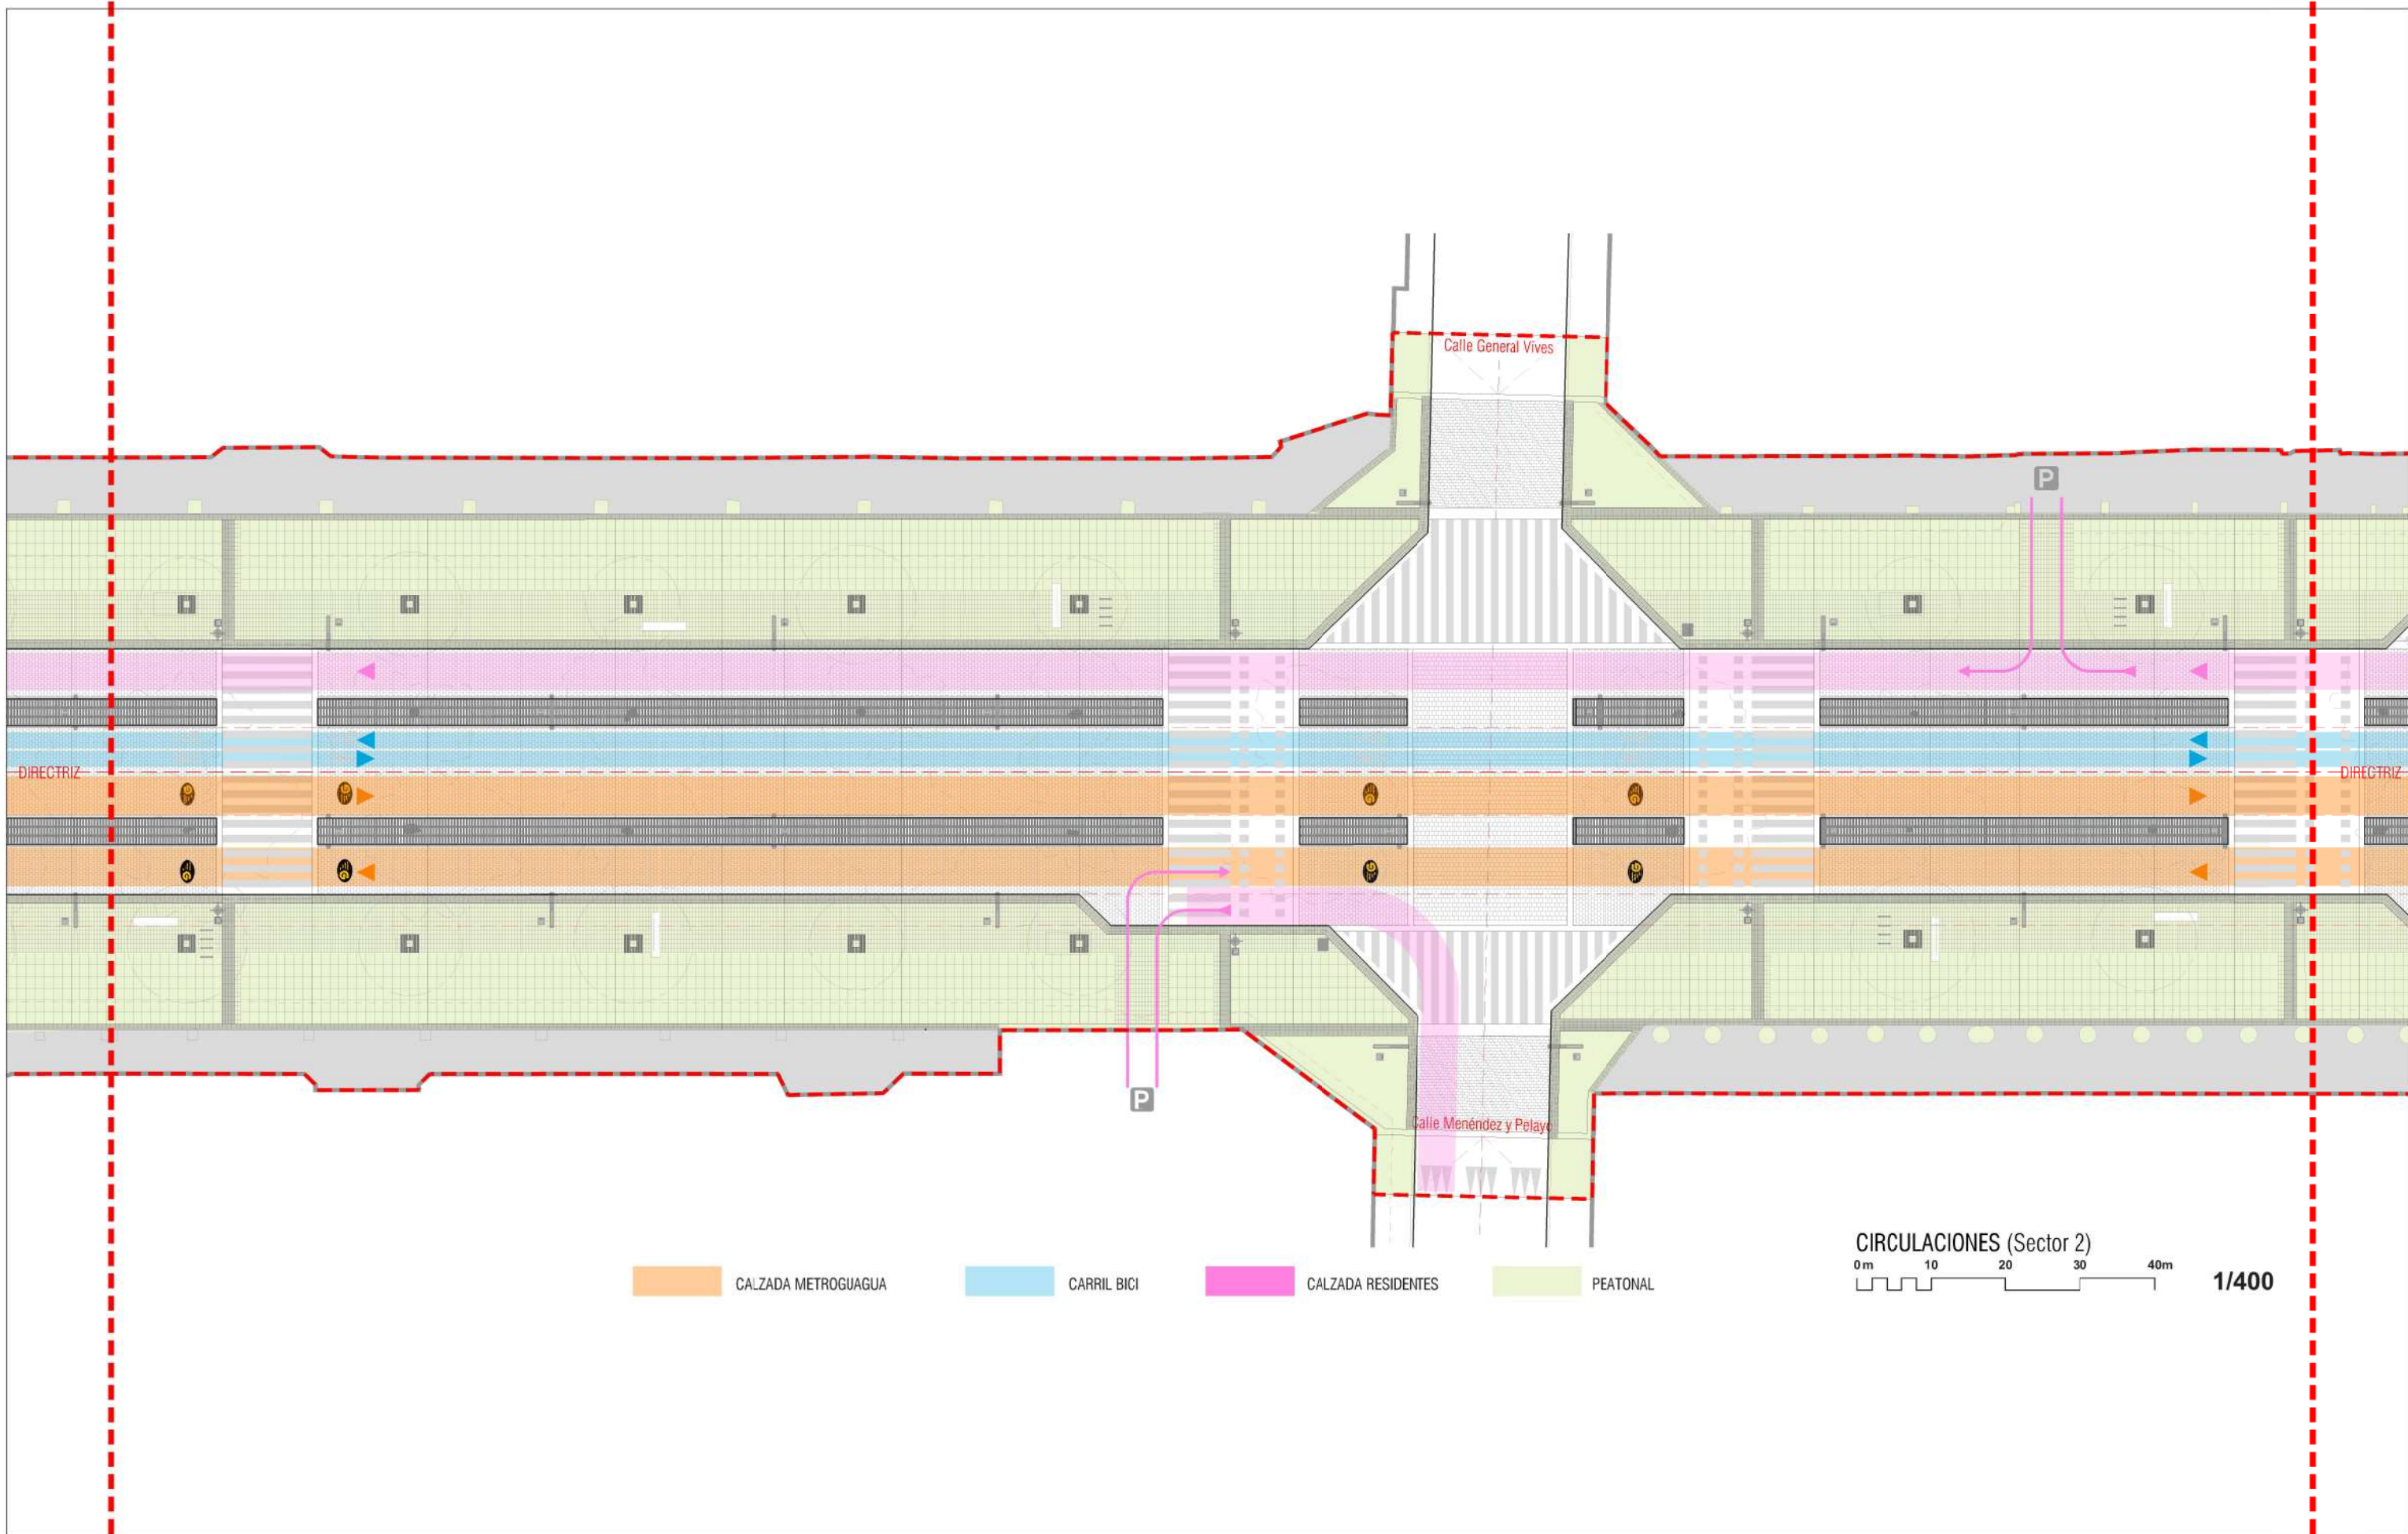 Calle General Vives
P
DIRECTRIZ
DIRECTRIZ
P
Calle Menéndez y Pelayo
CALZADA METROGUAGUA
CARRIL BICI
CALZADA RESIDENTES
PEATONAL
CIRCULACIONES (Sector 2)
0m 10 20 30 40m
1/400